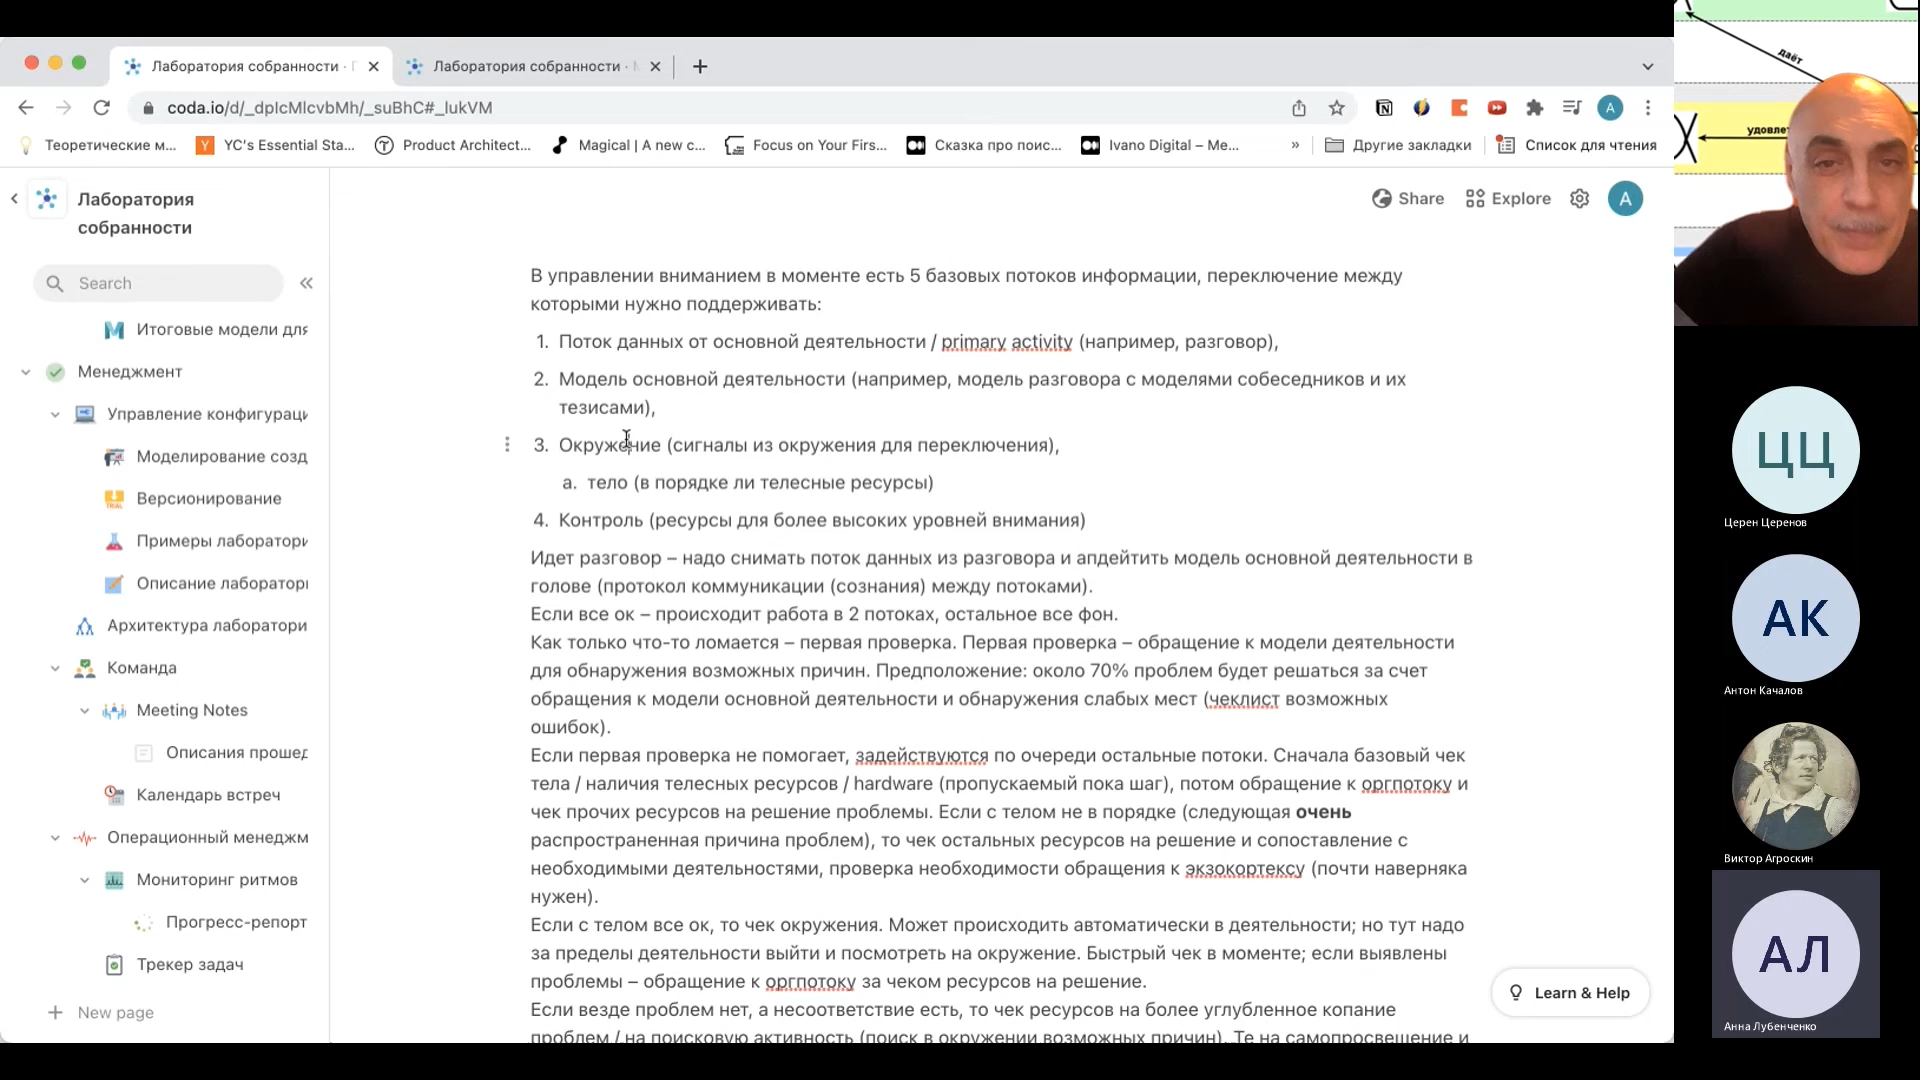 Лаборатория собранности ·
Лаборатория собранности ·
coda.io/d/_dplcMlcvbMh/_suBhC#_lukVM
A
Теоретические м...
YC's Essential Sta...
Product Architect...
Magical | A new c...
Focus on Your Firs...
Сказка про поис...
Ivano Digital – Me...
»
Другие закладки
Список для чтения
Лаборатория
собранности
Search
Итоговые модели для
Менеджмент
Управление конфигураци
Моделирование созд
Версионирование
Примеры лаборатори
Описание лаборатор
Архитектура лаборатори
Команда
Meeting Notes
Описания прошед
Календарь встреч
Операционный менеджм
Мониторинг ритмов
Прогресс-репорт
Трекер задач
New page
Share
Explore
A
В управлении вниманием в моменте есть 5 базовых потоков информации, переключение между
которыми нужно поддерживать:
1. Поток данных от основной деятельности / primary activity (например, разговор),
2. Модель основной деятельности (например, модель разговора с моделями собеседников и их
тезисами),
3. Окружение (сигналы из окружения для переключения),
a. тело (в порядке ли телесные ресурсы)
4. Контроль (ресурсы для более высоких уровней внимания)
Идет разговор – надо снимать поток данных из разговора и апдейтить модель основной деятельности в
голове (протокол коммуникации (сознания) между потоками).
Если все ок – происходит работа в 2 потоках, остальное все фон.
Как только что-то ломается – первая проверка. Первая проверка – обращение к модели деятельности
для обнаружения возможных причин. Предположение: около 70% проблем будет решаться за счет
обращения к модели основной деятельности и обнаружения слабых мест (чеклист возможных
ошибок).
Если первая проверка не помогает, задействуются по очереди остальные потоки. Сначала базовый чек
тела / наличия телесных ресурсов / hardware (пропускаемый пока шаг), потом обращение к оргпотоку и
чек прочих ресурсов на решение проблемы. Если с телом не в порядке (следующая очень
распространенная причина проблем), то чек остальных ресурсов на решение и сопоставление с
необходимыми деятельностями, проверка необходимости обращения к экзокортексу (почти наверняка
нужен).
Если с телом все ок, то чек окружения. Может происходить автоматически в деятельности; но тут надо
за пределы деятельности выйти и посмотреть на окружение. Быстрый чек в моменте; если выявлены
проблемы – обращение к оргпотоку за чеком ресурсов на решение.
Если везде проблем нет, а несоответствие есть, то чек ресурсов на более углубленное копание
проблем / на поисковую активность (поиск в окружении возможных причин). Те на самопросвещение и
Learn & Help
даёт
удовлет
ЦЦ
Церен Церенов
АК
Антон Качалов
Виктор Агроскин
АЛ
Анна Лубенченко